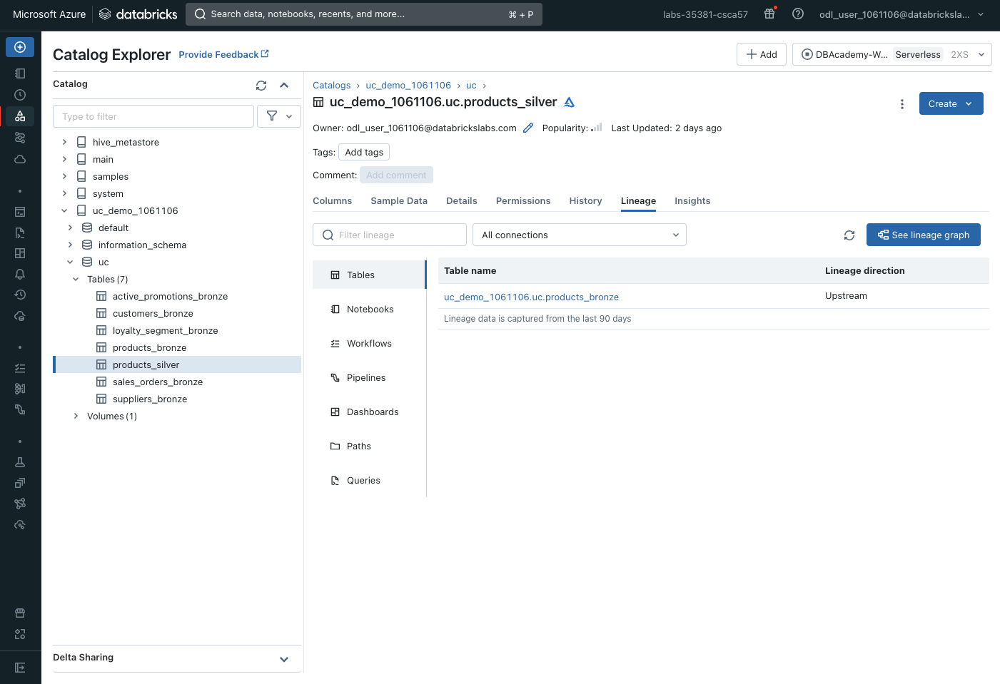 Microsoft Azure databricks Search data, notebooks, recents, and more... ⌘ + P labs-35381-csca57 odl_user_1061106@databricksla...
Catalog Explorer Provide Feedback Add DBAcademy-W... Serverless 2XS
Catalog
Type to filter
hive_metastore
main
samples
system
uc_demo_1061106
default
information_schema
uc
Tables (7)
active_promotions_bronze
customers_bronze
loyalty_segment_bronze
products_bronze
products_silver
sales_orders_bronze
suppliers_bronze
Volumes (1)
Delta Sharing
Catalogs › uc_demo_1061106 › uc ›
uc_demo_1061106.uc.products_silver
Create
Owner: odl_user_1061106@databrickslabs.com Popularity: Last Updated: 2 days ago
Tags: Add tags
Comment: Add comment
Columns Sample Data Details Permissions History Lineage Insights
Filter lineage All connections See lineage graph
Tables
Notebooks
Workflows
Pipelines
Dashboards
Paths
Queries
Table name Lineage direction
uc_demo_1061106.uc.products_bronze Upstream
Lineage data is captured from the last 90 days